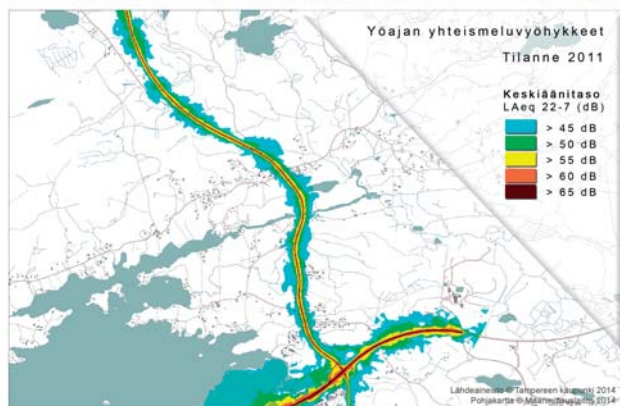 Yöajan yhteismeluvyöhykkeet
Tilanne 2011
Keskiäänitaso
LAeq 22-7 (dB)
> 45 dB
> 50 dB
> 55 dB
> 60 dB
> 65 dB
Lähdeaineisto © Tampereen kaupunki 2014
Pohjakartta © Maanmittauslaitos 2014